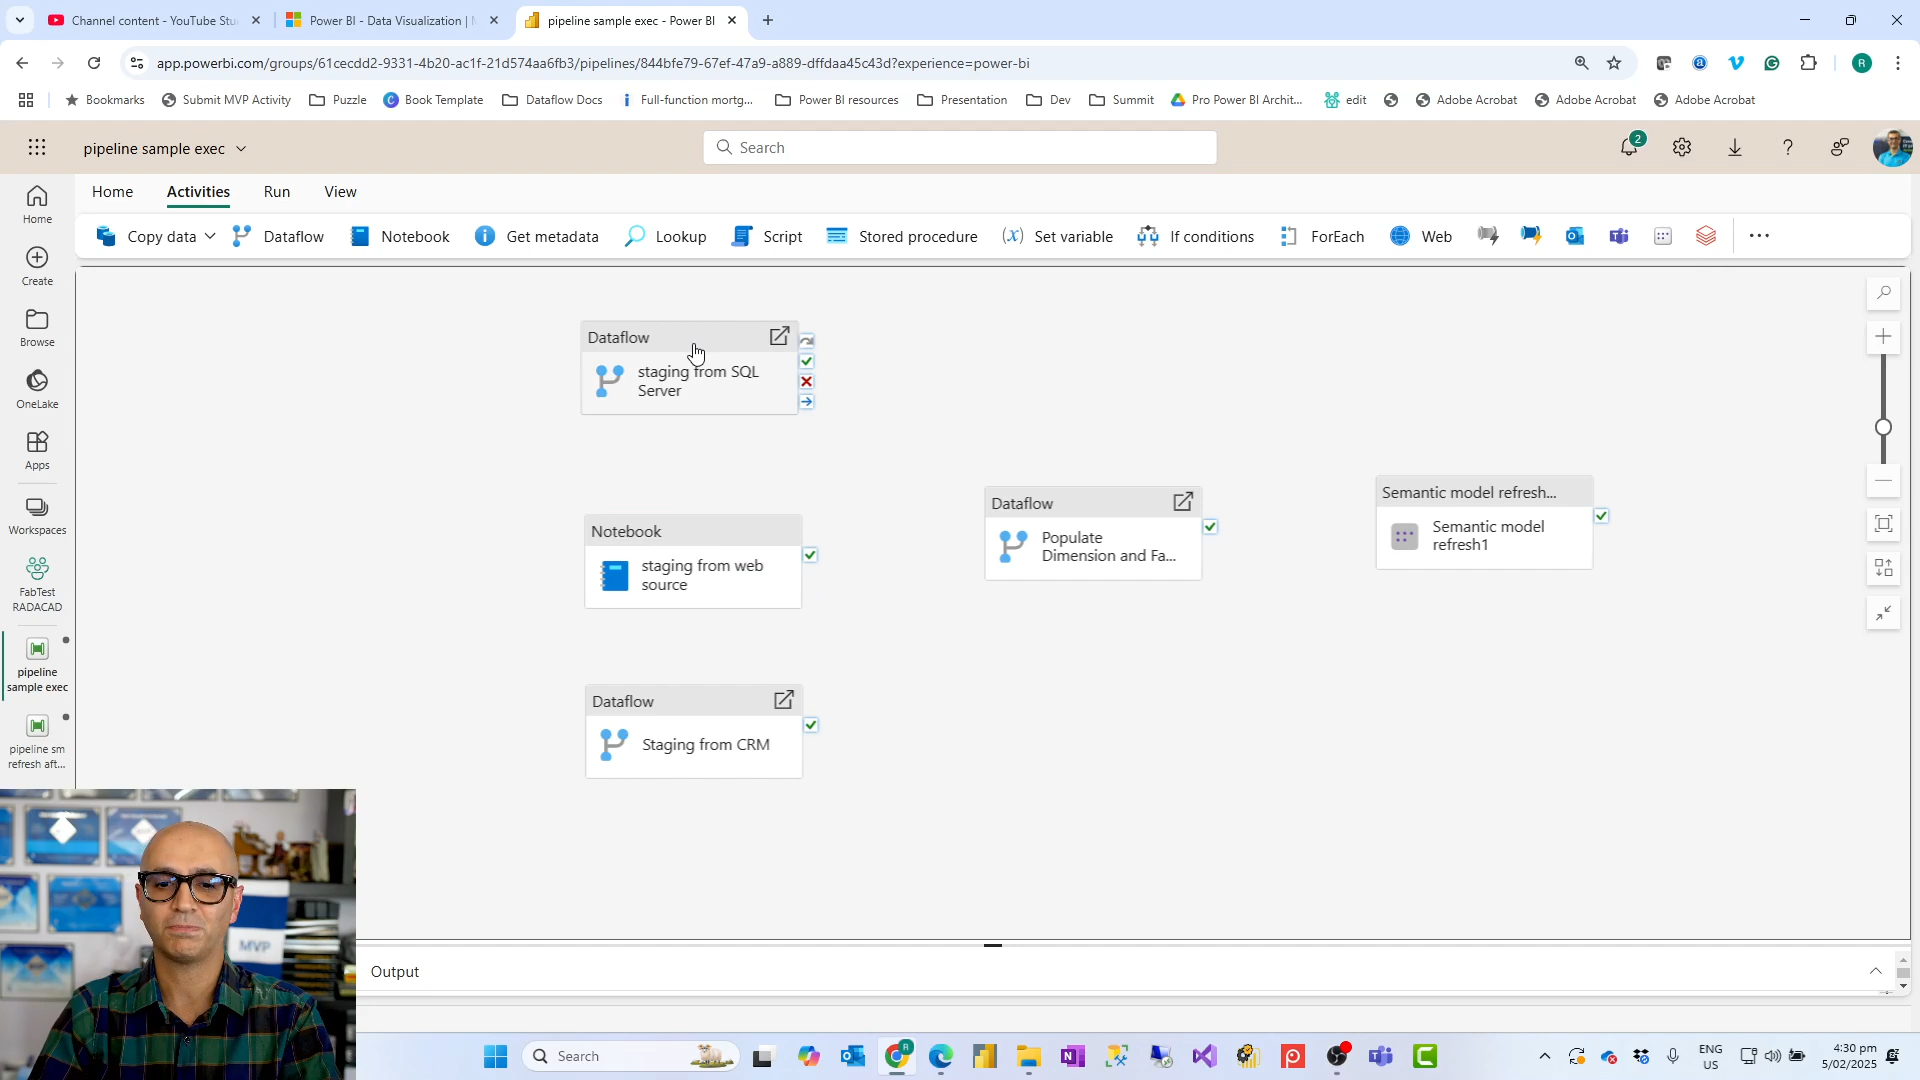 Channel content - YouTube Stu
Power BI - Data Visualization | M
pipeline sample exec - Power BI
app.powerbi.com/groups/61cecdd2-9331-4b20-ac1f-21d574aa6fb3/pipelines/844bfe79-67ef-47a9-a889-dffdaa45c43d?experience=power-bi
Bookmarks
Submit MVP Activity
Puzzle
Book Template
Dataflow Docs
Full-function mortg...
Power BI resources
Presentation
Dev
Summit
Pro Power BI Archit...
edit
Adobe Acrobat
Adobe Acrobat
Adobe Acrobat
pipeline sample exec
Search
2
Home
Activities
Run
View
Copy data
Dataflow
Notebook
Get metadata
Lookup
Script
Stored procedure
(x) Set variable
If conditions
ForEach
Web
Home
Create
Browse
OneLake
Apps
Workspaces
FabTest
RADACAD
pipeline
sample exec
pipeline sm
refresh aft...
Dataflow
staging from SQL
Server
Notebook
staging from web
source
Dataflow
Staging from CRM
Dataflow
Populate
Dimension and Fa...
Semantic model refresh...
Semantic model
refresh1
MVP
Output
Search
ENG
US
4:30 pm
5/02/2025